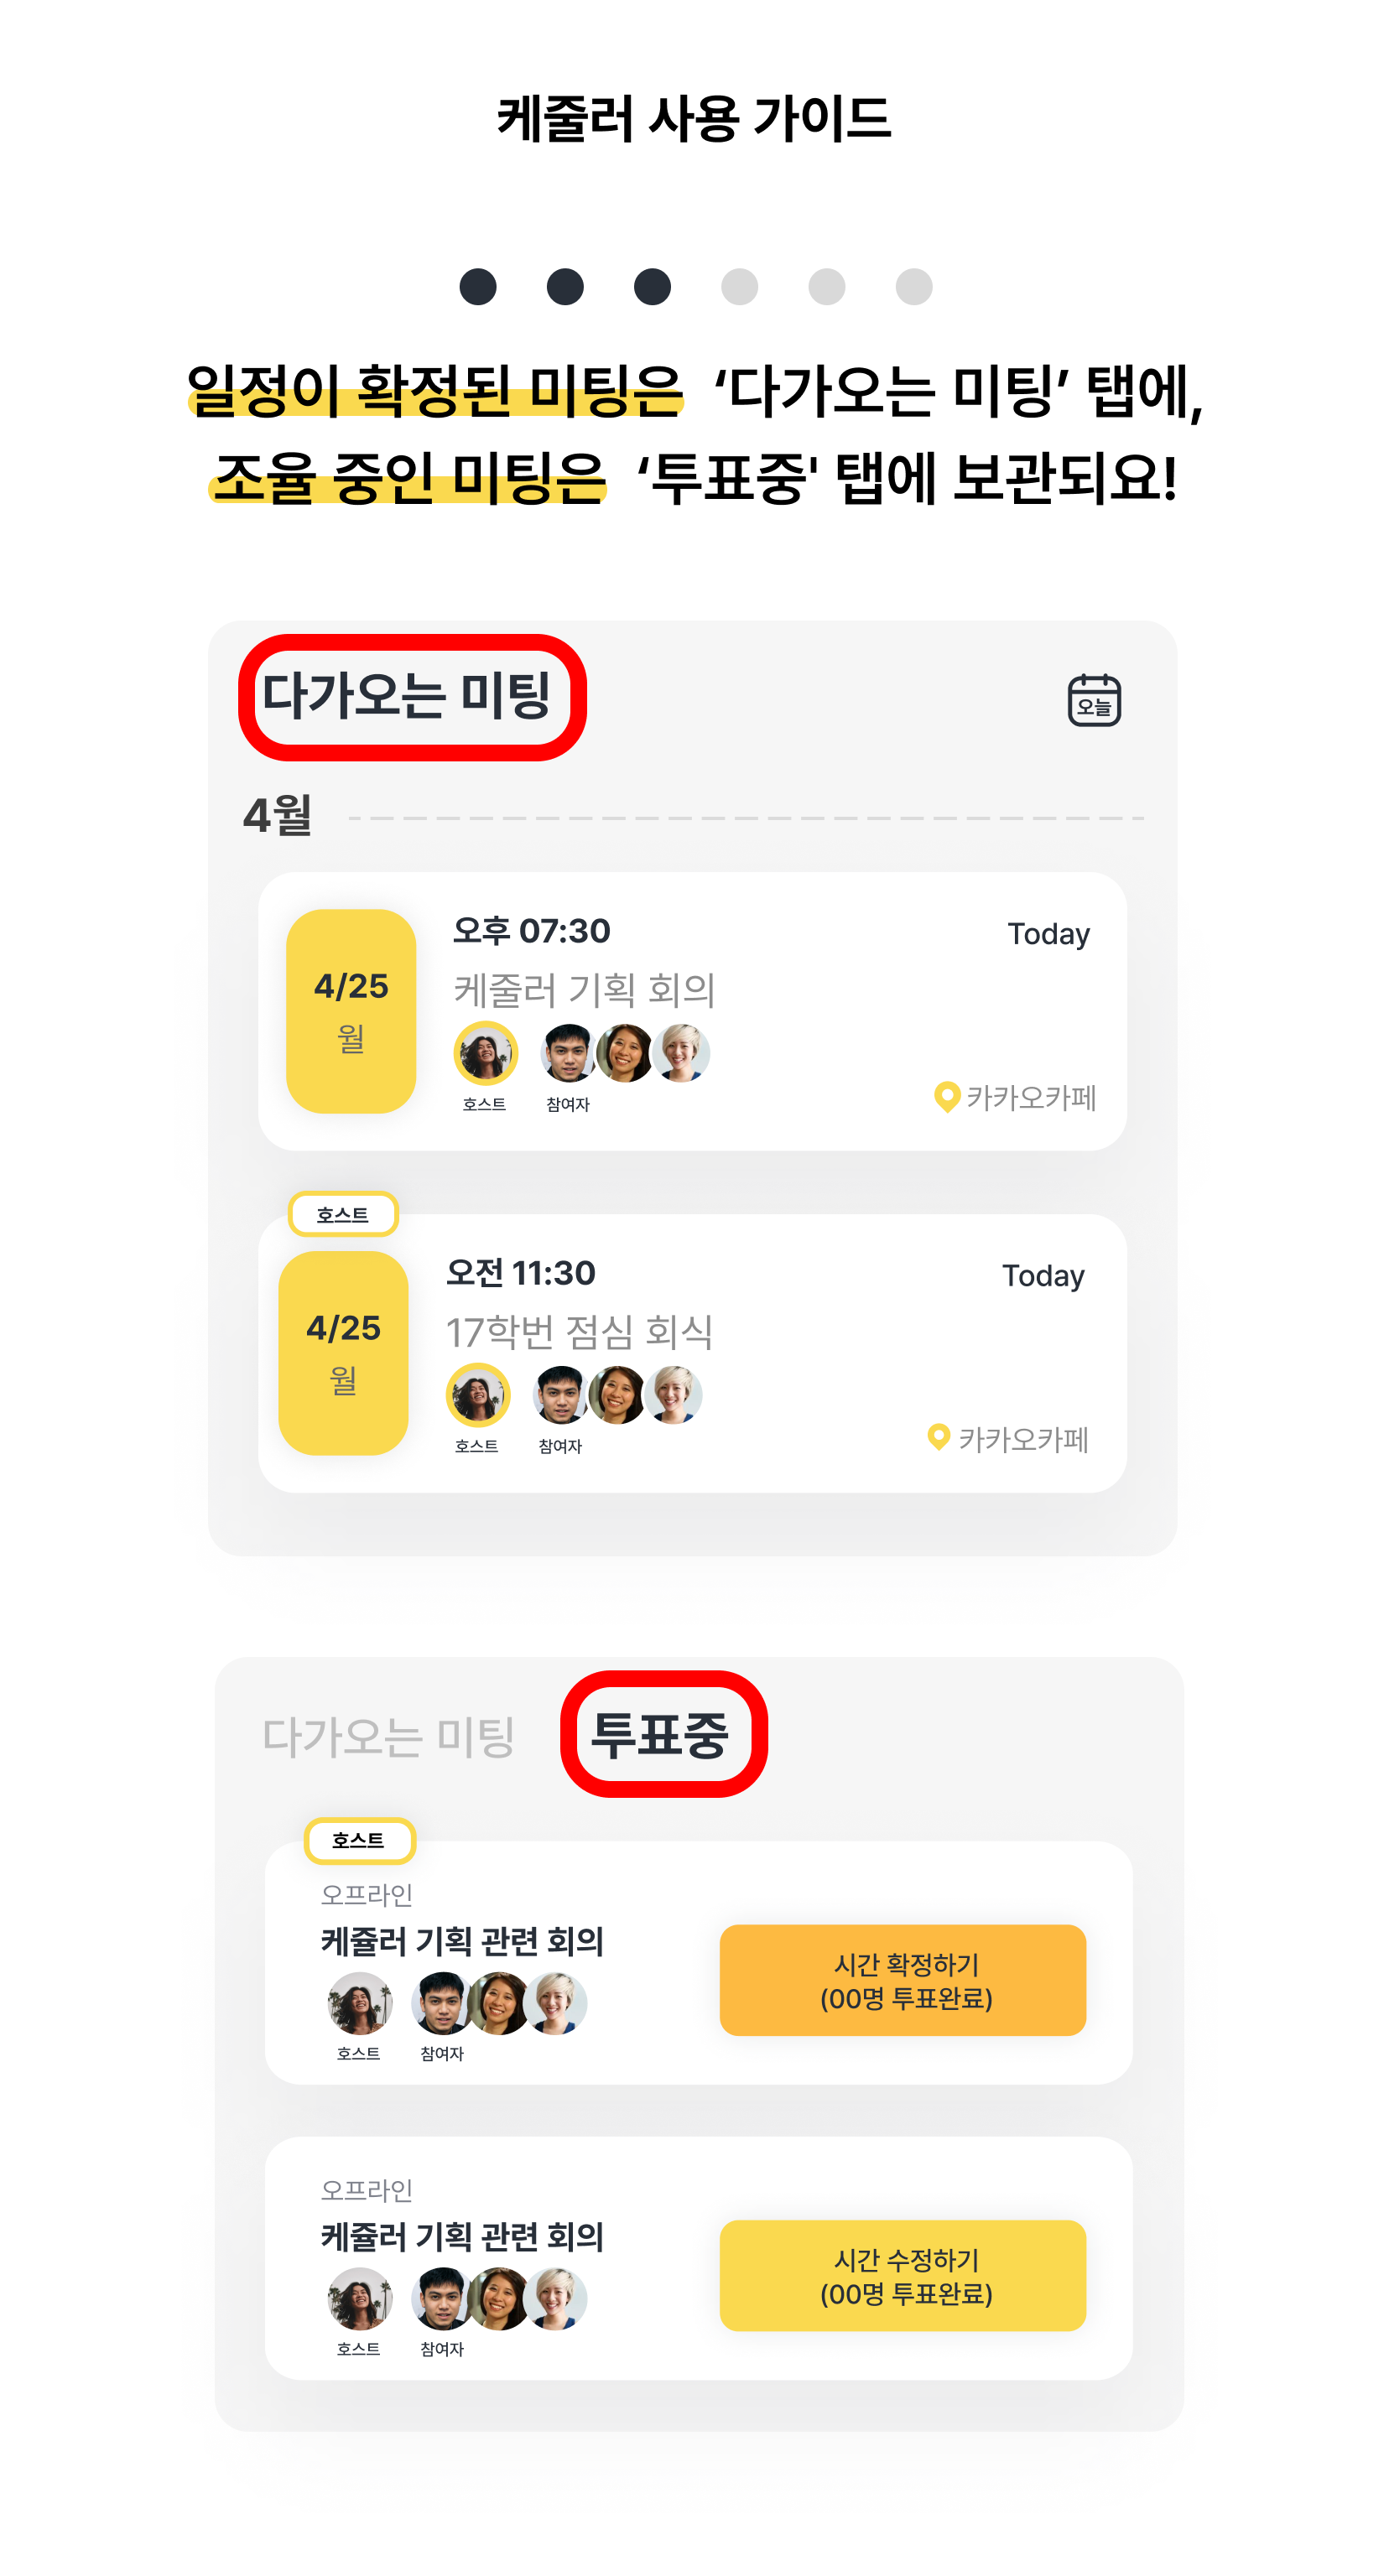 케줄러 사용 가이드
일정이 확정된 미팅은 ‘다가오는 미팅’ 탭에,
조율 중인 미팅은 ‘투표중' 탭에 보관되요!
다가오는 미팅
오늘
4월
4/25
월
오후 07:30
Today
케줄러 기획 회의
호스트
참여자
카카오카페
호스트
4/25
월
오전 11:30
Today
17학번 점심 회식
호스트
참여자
카카오카페
다가오는 미팅
투표중
호스트
오프라인
케쥴러 기획 관련 회의
호스트
참여자
시간 확정하기
(00명 투표완료)
오프라인
케쥴러 기획 관련 회의
호스트
참여자
시간 수정하기
(00명 투표완료)